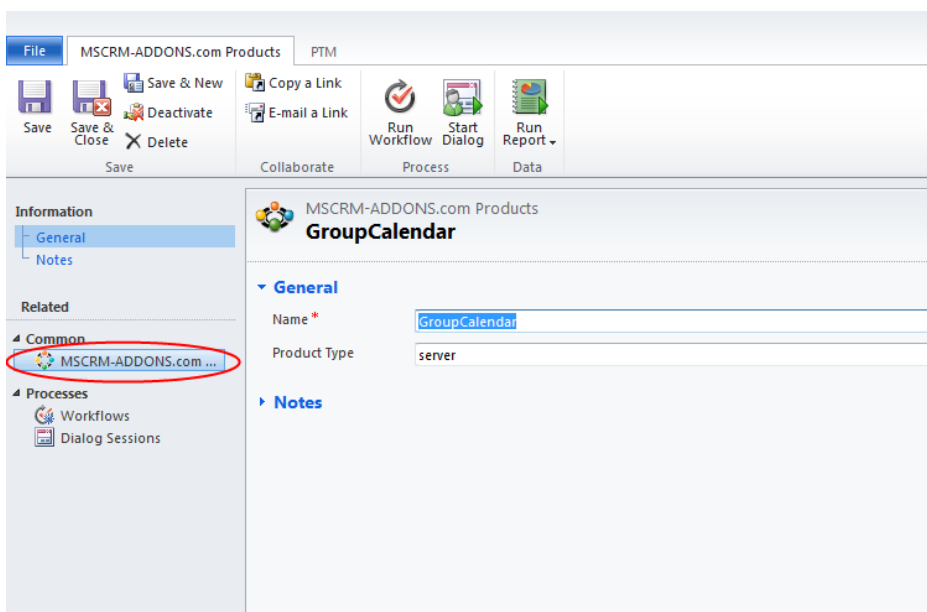 File
MSCRM-ADDONS.com Products
PTM
Save
Save &
Close
Save & New
Deactivate
Delete
Save
Copy a Link
E-mail a Link
Collaborate
Run
Workflow
Start
Dialog
Process
Run
Report
Data
Information
General
Notes
Related
Common
MSCRM-ADDONS.com ...
Processes
Workflows
Dialog Sessions
MSCRM-ADDONS.com Products
GroupCalendar
General
Name*
GroupCalendar
Product Type
server
Notes